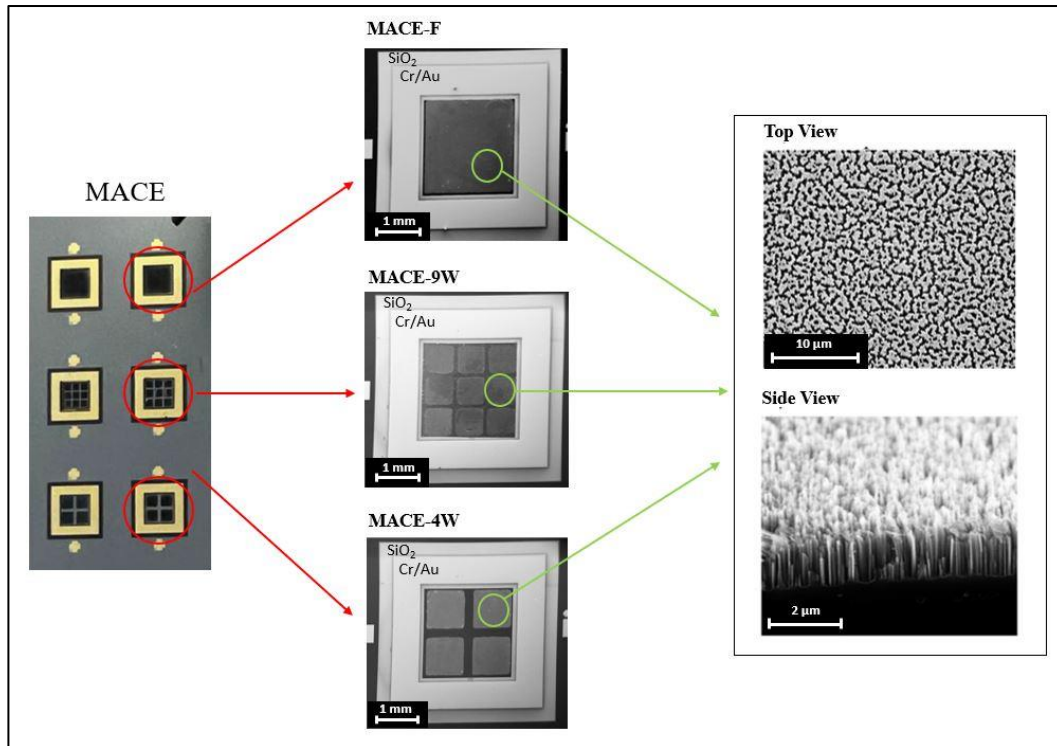 MACE
MACE-F
SiO₂
Cr/Au
1 mm
MACE-9W
SiO₂
Cr/Au
1 mm
MACE-4W
SiO₂
Cr/Au
1 mm
Top View
10 µm
Side View
2 µm